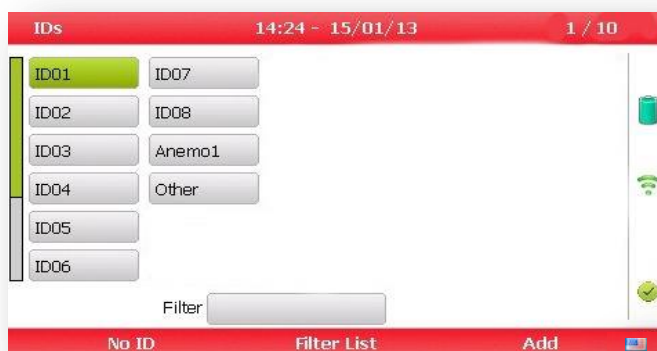 IDs 14:24 - 15/01/13 1 / 10
ID01 ID07
ID02 ID08
ID03 Anemo1
ID04 Other
ID05
ID06
Filter
No ID Filter List Add